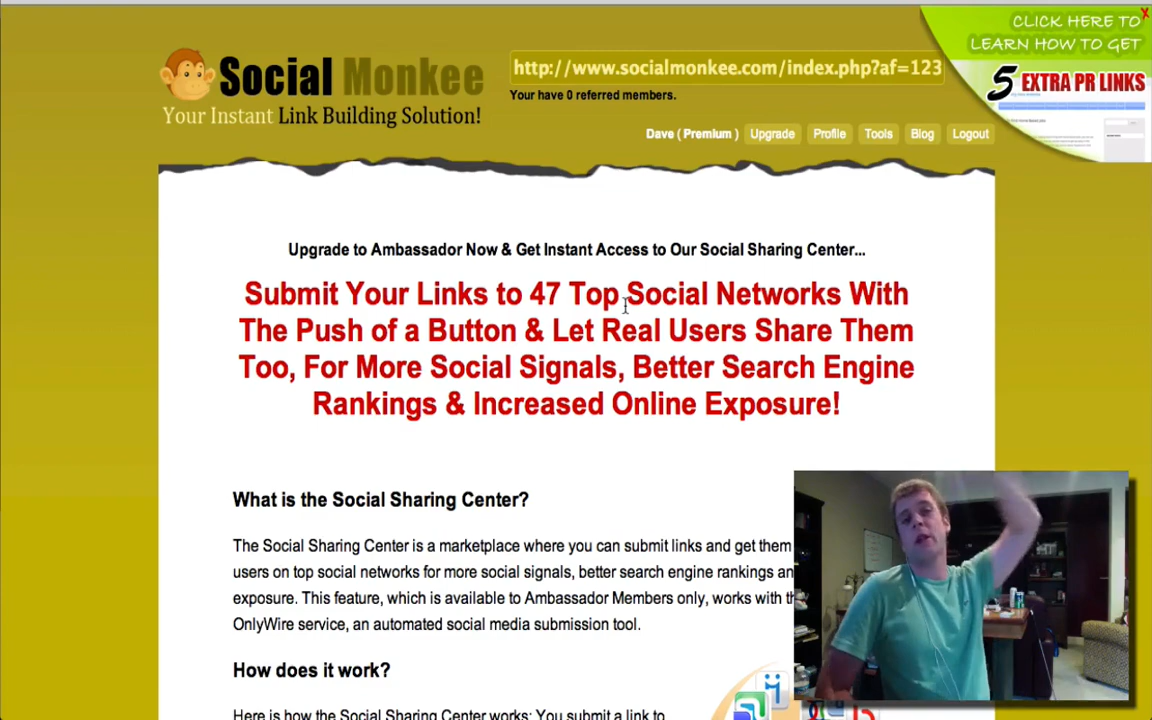 CLICK HERE TO
LEARN HOW TO GET
5 EXTRA PR LINKS
X
Social Monkee
Your Instant Link Building Solution!
http://www.socialmonkee.com/index.php?af=123
Your have 0 referred members.
Dave ( Premium ) Upgrade Profile Tools Blog Logout
Upgrade to Ambassador Now & Get Instant Access to Our Social Sharing Center...
Submit Your Links to 47 Top Social Networks With
The Push of a Button & Let Real Users Share Them
Too, For More Social Signals, Better Search Engine
Rankings & Increased Online Exposure!
What is the Social Sharing Center?
The Social Sharing Center is a marketplace where you can submit links and get them
users on top social networks for more social signals, better search engine rankings
exposure. This feature, which is available to Ambassador Members only, works with
OnlyWire service, an automated social media submission tool.
How does it work?
Here is how the Social Sharing Center works: You submit a link to